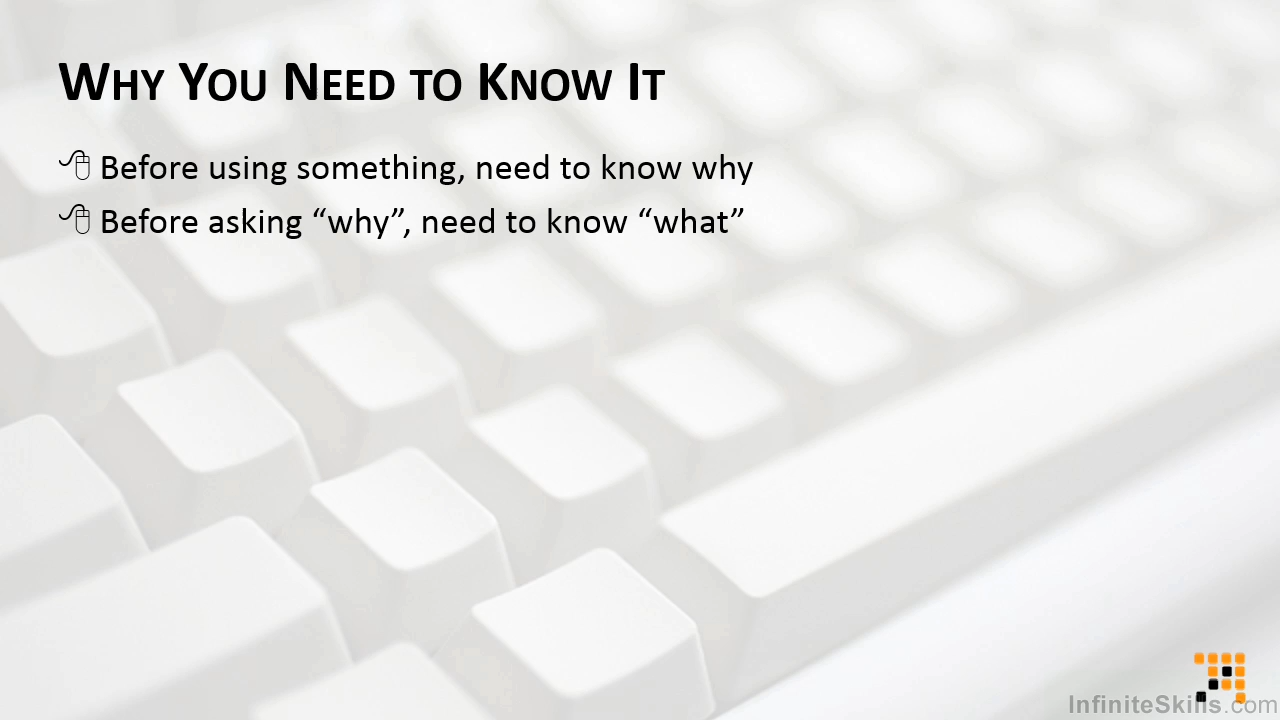 Why You Need to Know It
Before using something, need to know why
Before asking “why”, need to know “what”
InfiniteSkills.com